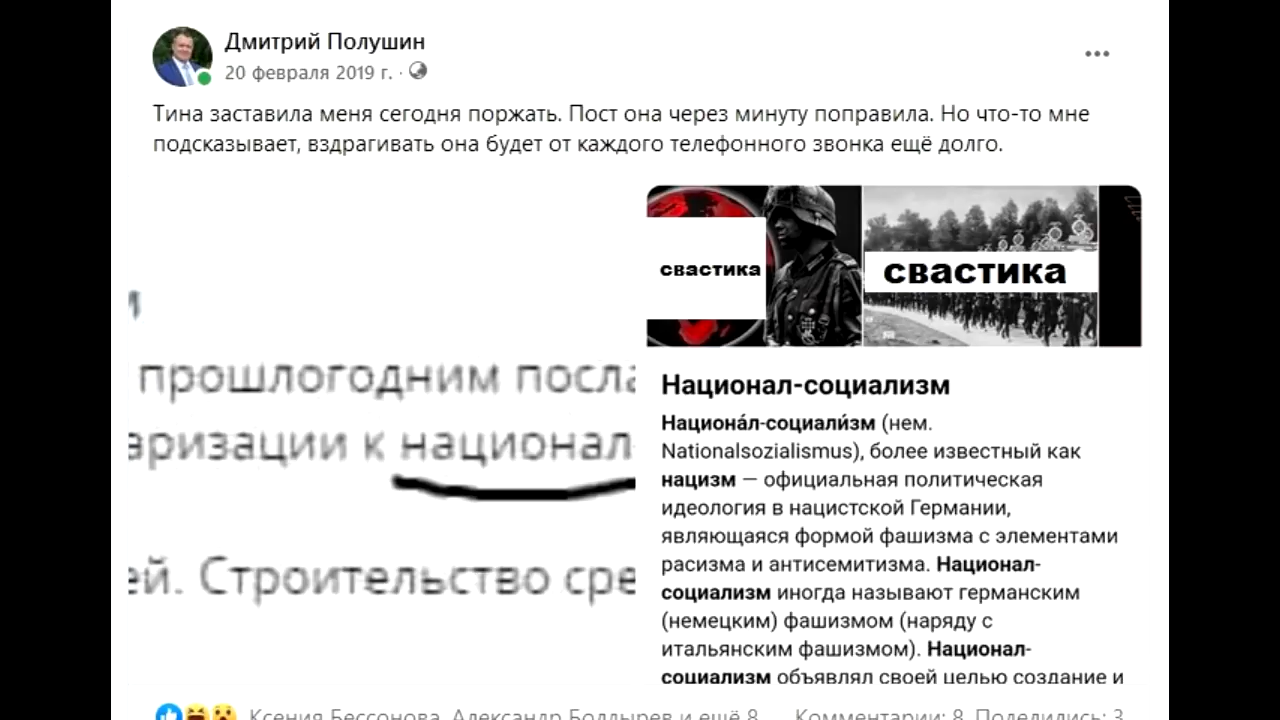 Дмитрий Полушин
20 февраля 2019 г. ·
Тина заставила меня сегодня поржать. Пост она через минуту поправила. Но что-то мне
подсказывает, вздрагивать она будет от каждого телефонного звонка ещё долго.
прошлогодним посла
аризации к национал-
ей. Строительство сре
свастика
свастика
Национал-социализм
Национа́л-социали́зм (нем.
Nationalsozialismus), более известный как
нацизм — официальная политическая
идеология в нацистской Германии,
являющаяся формой фашизма с элементами
расизма и антисемитизма. Национал-
социализм иногда называют германским
(немецким) фашизмом (наряду с
итальянским фашизмом). Национал-
социализм объявлял своей целью создание и
Ксения Бессонова, Александр Болдырев и ещё 8
Комментарии: 8 Поделились: 3